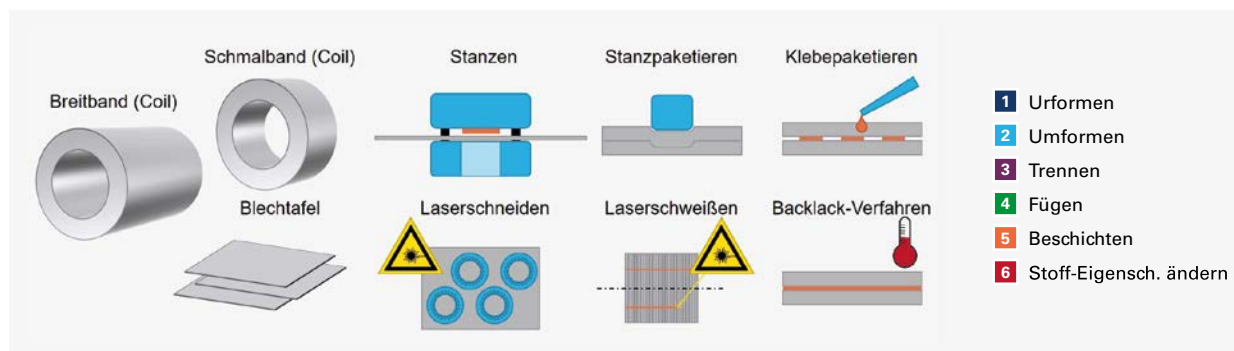 Breitband (Coil)
Schmalband (Coil)
Blechtafel
Stanzen
Stanzpaketieren
Klebepaketieren
Laserschneiden
Laserschweißen
Backlack-Verfahren
1 Urformen
2 Umformen
3 Trennen
4 Fügen
5 Beschichten
6 Stoff-Eigensch. ändern